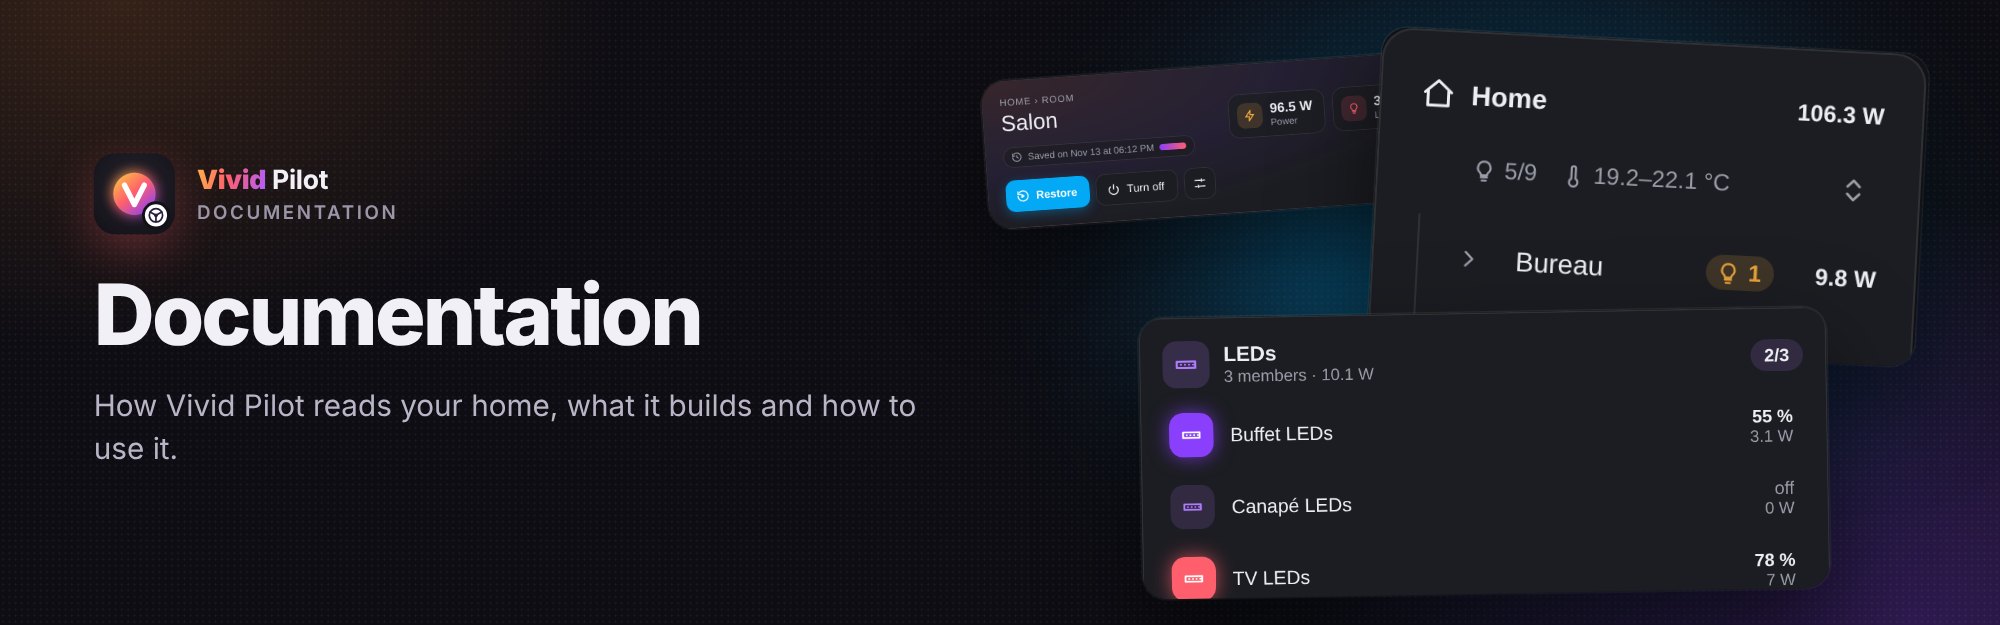 Vivid Pilot
DOCUMENTATION
Documentation
How Vivid Pilot reads your home, what it builds and how to
use it.
HOME › ROOM
Salon
Saved on Nov 13 at 06:12 PM
Restore
Turn off
96.5 W
Power
3
Home
106.3 W
5/9
19.2–22.1 °C
Bureau
1
9.8 W
LEDs
3 members · 10.1 W
2/3
Buffet LEDs
55 %
3.1 W
Canapé LEDs
off
0 W
TV LEDs
78 %
7 W